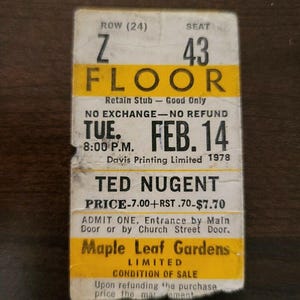 ROW (24) SEAT
Z 43
FLOOR
Retain Stub — Good Only
NO EXCHANGE — NO REFUND
TUE. FEB. 14
8:00 P.M. 1978
Davis Printing Limited
TED NUGENT
PRICE-7.00+RST .70-$7.70
ADMIT ONE. Entrance by Main
Door or by Church Street Door.
Maple Leaf Gardens
LIMITED
CONDITION OF SALE
Upon refunding the purchase
price the